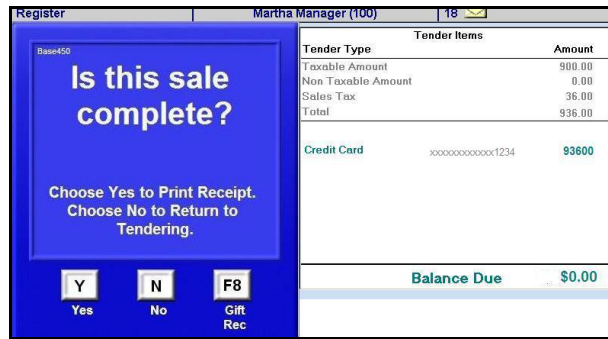 Register Martha Manager (100) 18
Base450
Is this sale
complete?
Choose Yes to Print Receipt.
Choose No to Return to
Tendering.
Y N F8
Yes No Gift
Rec
Tender Items
Tender Type Amount
Taxable Amount 900.00
Non Taxable Amount 0.00
Sales Tax 36.00
Total 936.00
Credit Card xxxxxxxxxxxx1234 93600
Balance Due $0.00